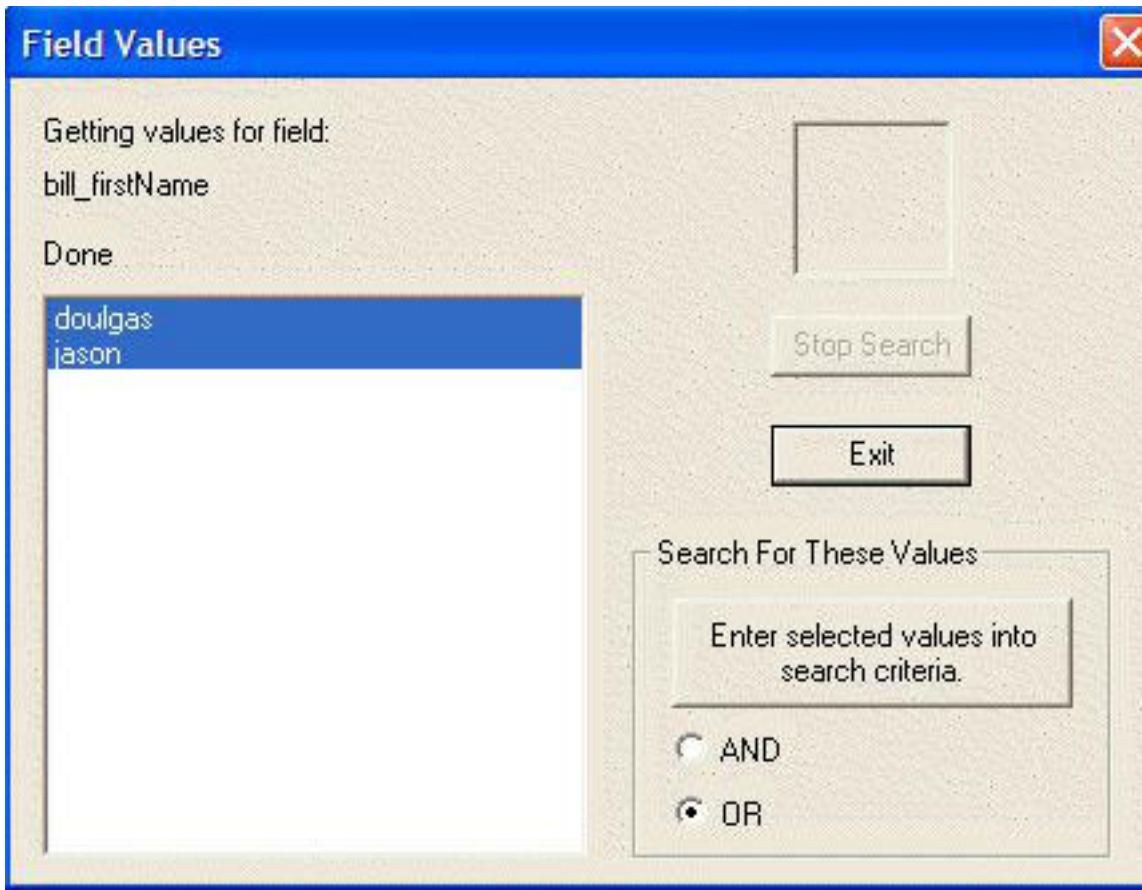 Field Values
Getting values for field:
bill_firstName
Done
doulgas
jason
Stop Search
Exit
Search For These Values
Enter selected values into
search criteria.
AND
OR